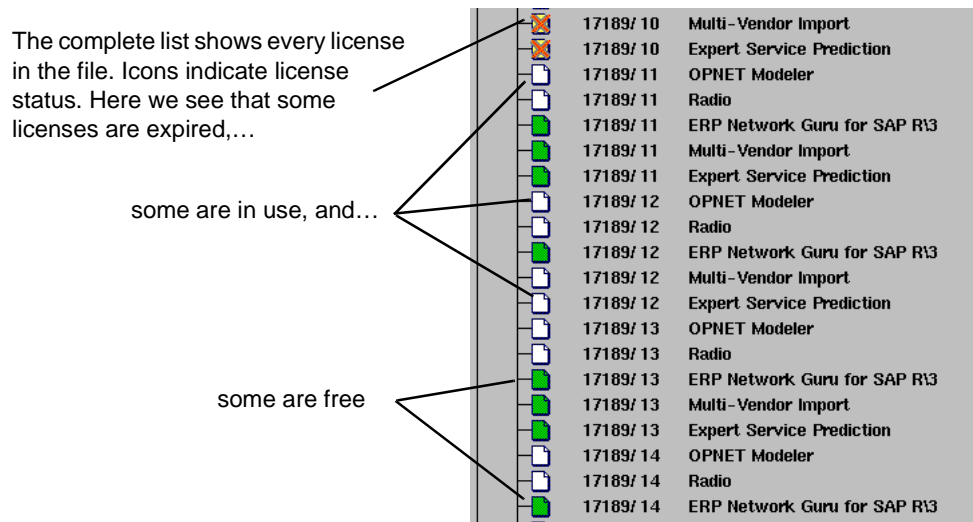 The complete list shows every license
in the file. Icons indicate license
status. Here we see that some
licenses are expired,…
some are in use, and…
some are free
17189/ 10 Multi-Vendor Import
17189/ 10 Expert Service Prediction
17189/ 11 OPNET Modeler
17189/ 11 Radio
17189/ 11 ERP Network Guru for SAP R\3
17189/ 11 Multi-Vendor Import
17189/ 11 Expert Service Prediction
17189/ 12 OPNET Modeler
17189/ 12 Radio
17189/ 12 ERP Network Guru for SAP R\3
17189/ 12 Multi-Vendor Import
17189/ 12 Expert Service Prediction
17189/ 13 OPNET Modeler
17189/ 13 Radio
17189/ 13 ERP Network Guru for SAP R\3
17189/ 13 Multi-Vendor Import
17189/ 13 Expert Service Prediction
17189/ 14 OPNET Modeler
17189/ 14 Radio
17189/ 14 ERP Network Guru for SAP R\3